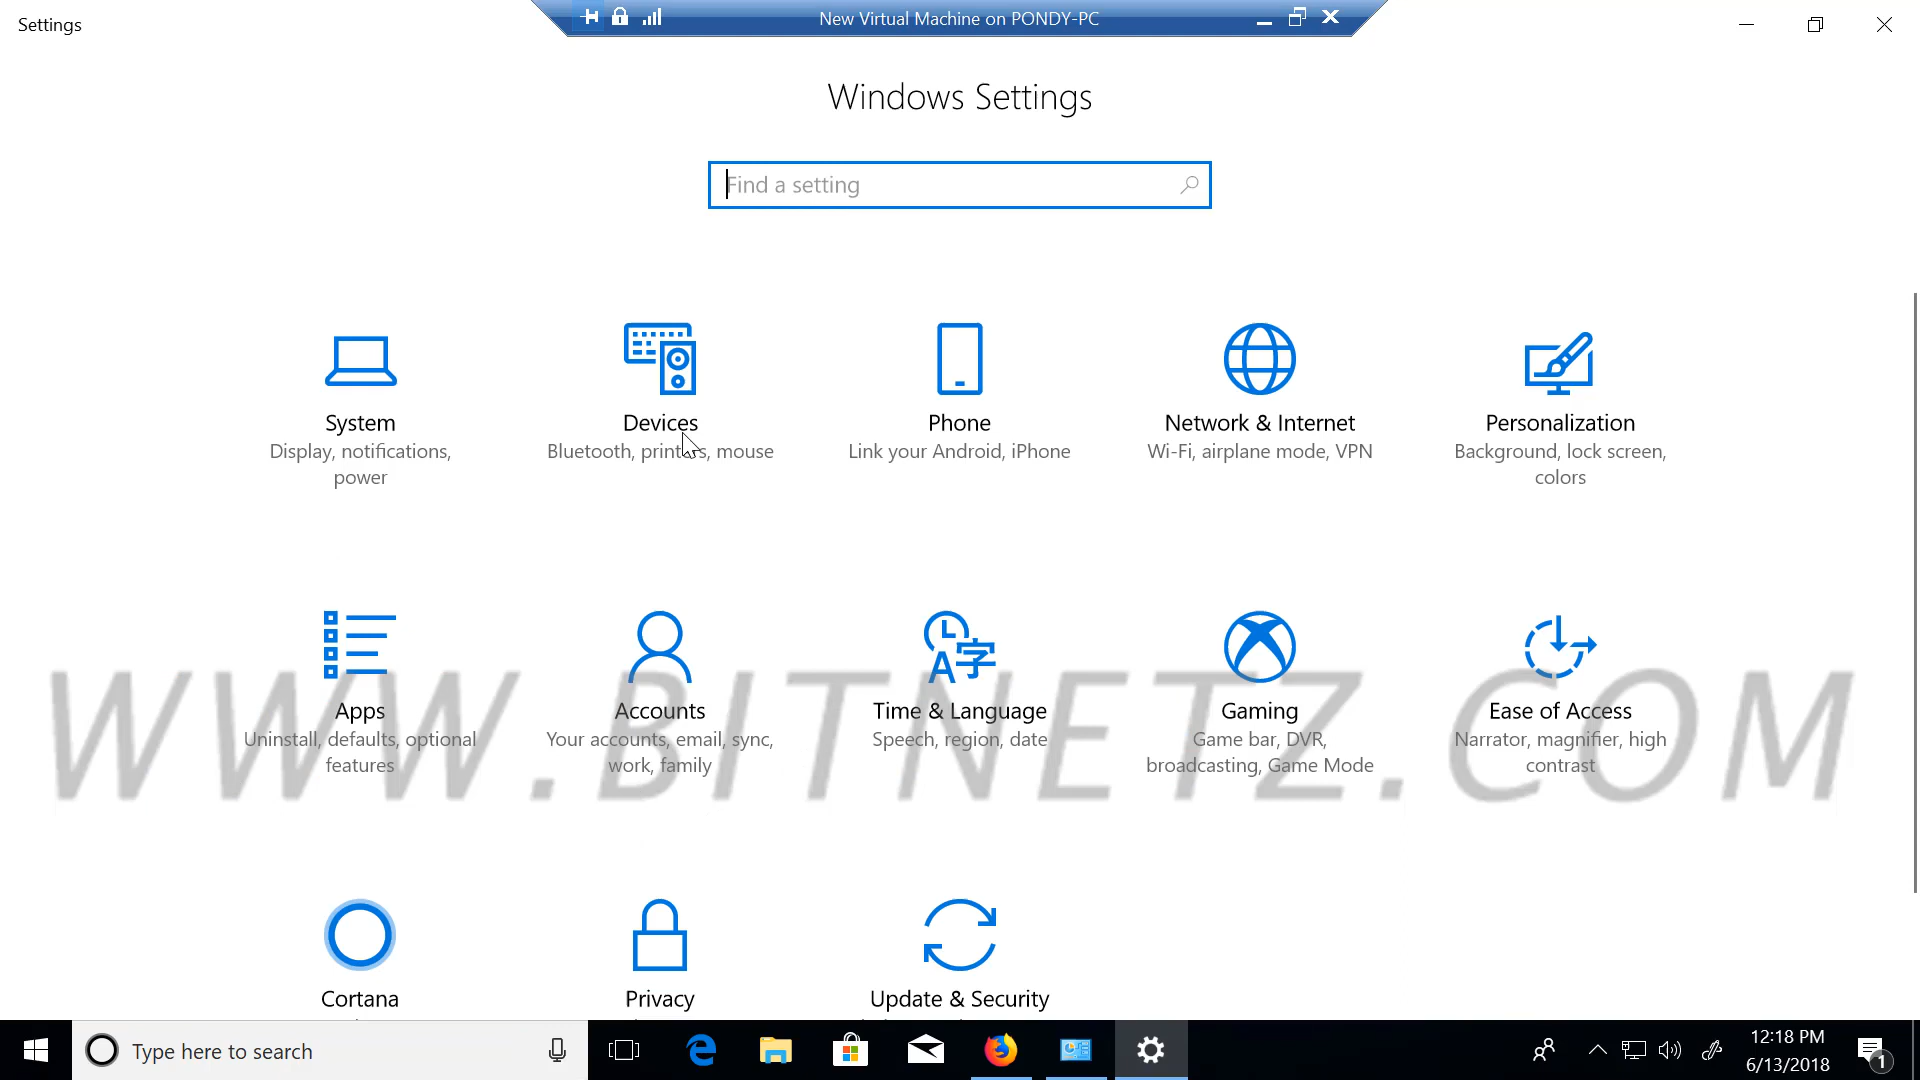 Settings
New Virtual Machine on PONDY-PC
Windows Settings
Find a setting
System
Display, notifications,
power
Devices
Bluetooth, printers, mouse
Phone
Link your Android, iPhone
Network & Internet
Wi-Fi, airplane mode, VPN
Personalization
Background, lock screen,
colors
Apps
Uninstall, defaults, optional
features
Accounts
Your accounts, email, sync,
work, family
Time & Language
Speech, region, date
Gaming
Game bar, DVR,
broadcasting, Game Mode
Ease of Access
Narrator, magnifier, high
contrast
WWW.BITNETZ.COM
Cortana
Privacy
Update & Security
Type here to search
12:18 PM
6/13/2018
1